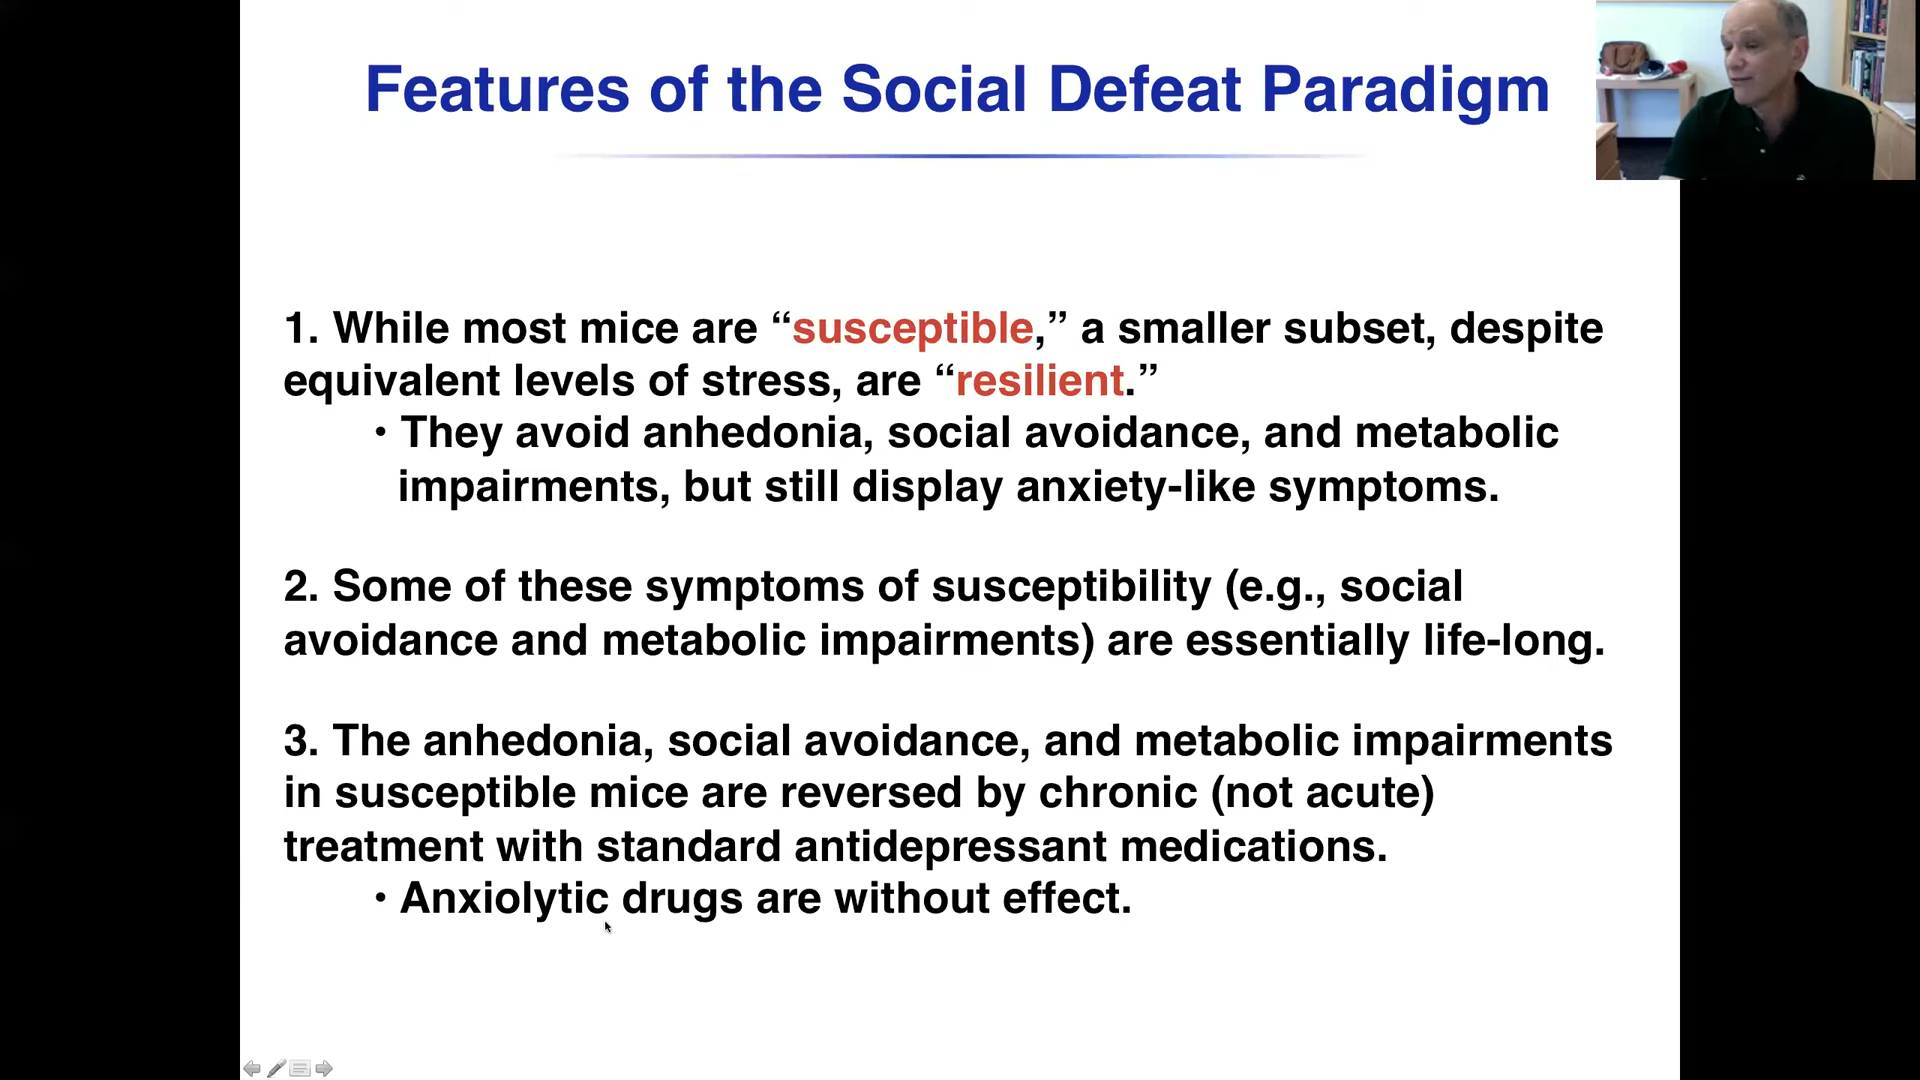 Features of the Social Defeat Paradigm
1. While most mice are “susceptible,” a smaller subset, despite
equivalent levels of stress, are “resilient.”
• They avoid anhedonia, social avoidance, and metabolic
impairments, but still display anxiety-like symptoms.
2. Some of these symptoms of susceptibility (e.g., social
avoidance and metabolic impairments) are essentially life-long.
3. The anhedonia, social avoidance, and metabolic impairments
in susceptible mice are reversed by chronic (not acute)
treatment with standard antidepressant medications.
• Anxiolytic drugs are without effect.